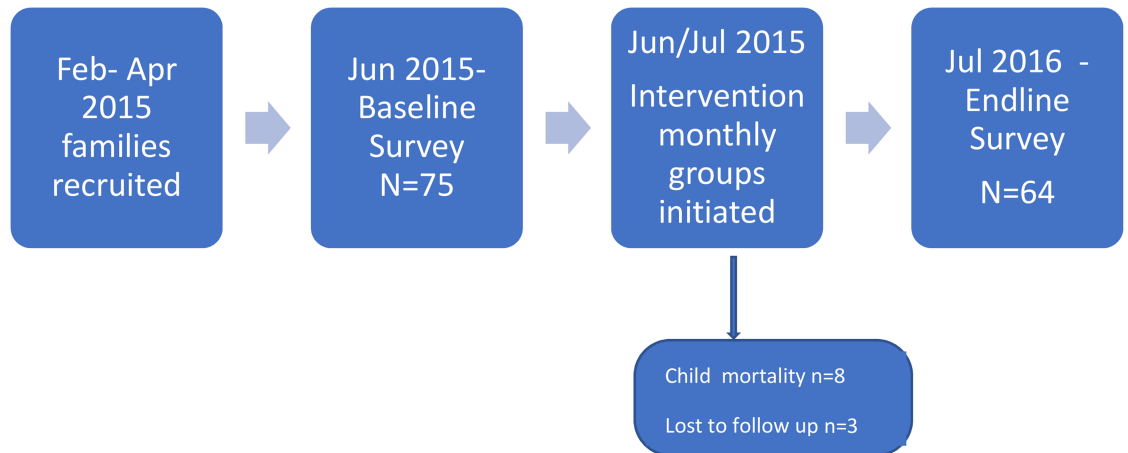 Feb- Apr
2015
families
recruited
Jun 2015-
Baseline
Survey
N=75
Jun/Jul 2015
Intervention
monthly
groups
initiated
Jul 2016  -
Endline
Survey
N=64
Child  mortality n=8
Lost to follow up n=3